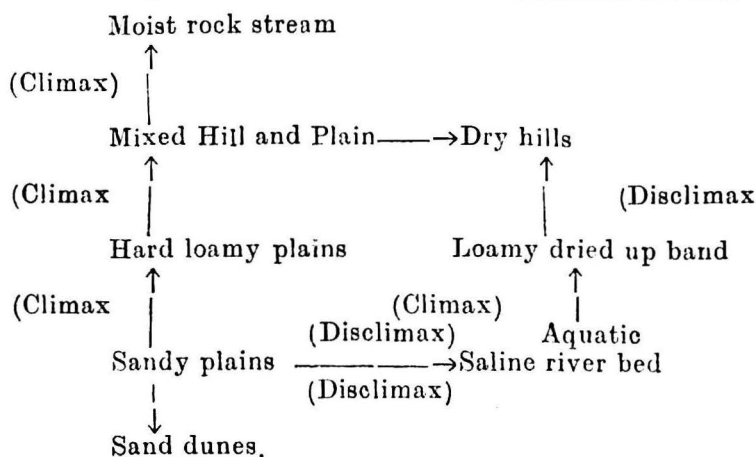 Moist rock stream
(Climax)
Mixed Hill and Plain → Dry hills
(Climax (Disclimax
Hard loamy plains Loamy dried up band
(Climax (Climax)
(Disclimax) Aquatic
Sandy plains → Saline river bed
(Disclimax)
Sand dunes.